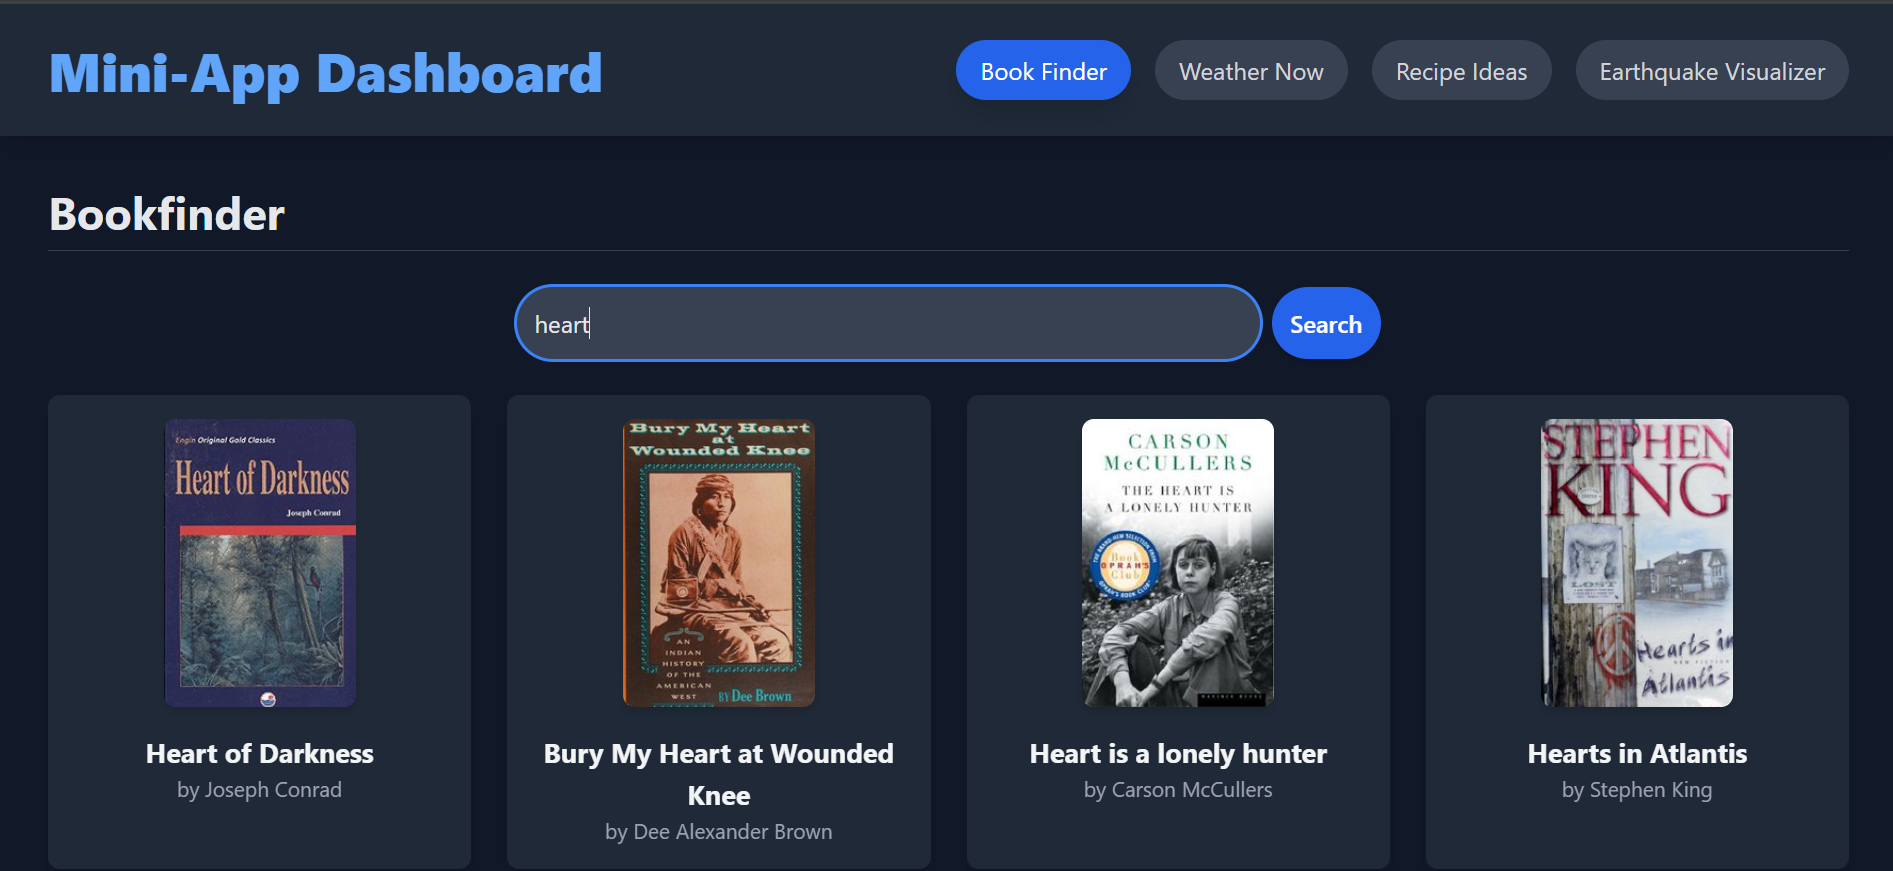 Mini-App Dashboard
Book Finder
Weather Now
Recipe Ideas
Earthquake Visualizer
Bookfinder
heart
Search
Engin Original Gold Classics
Heart of Darkness
Joseph Conrad
Heart of Darkness
by Joseph Conrad
Bury My Heart
at
Wounded Knee
AN
INDIAN
HISTORY
OF THE
AMERICAN
WEST
BY Dee Brown
Bury My Heart at Wounded
Knee
by Dee Alexander Brown
CARSON
McCULLERS
THE HEART IS
A LONELY HUNTER
Book
OPRAH'S
Club
Heart is a lonely hunter
by Carson McCullers
STEPHEN
KING
LOST
Hearts in
NEW FICTION
Atlantis
Hearts in Atlantis
by Stephen King